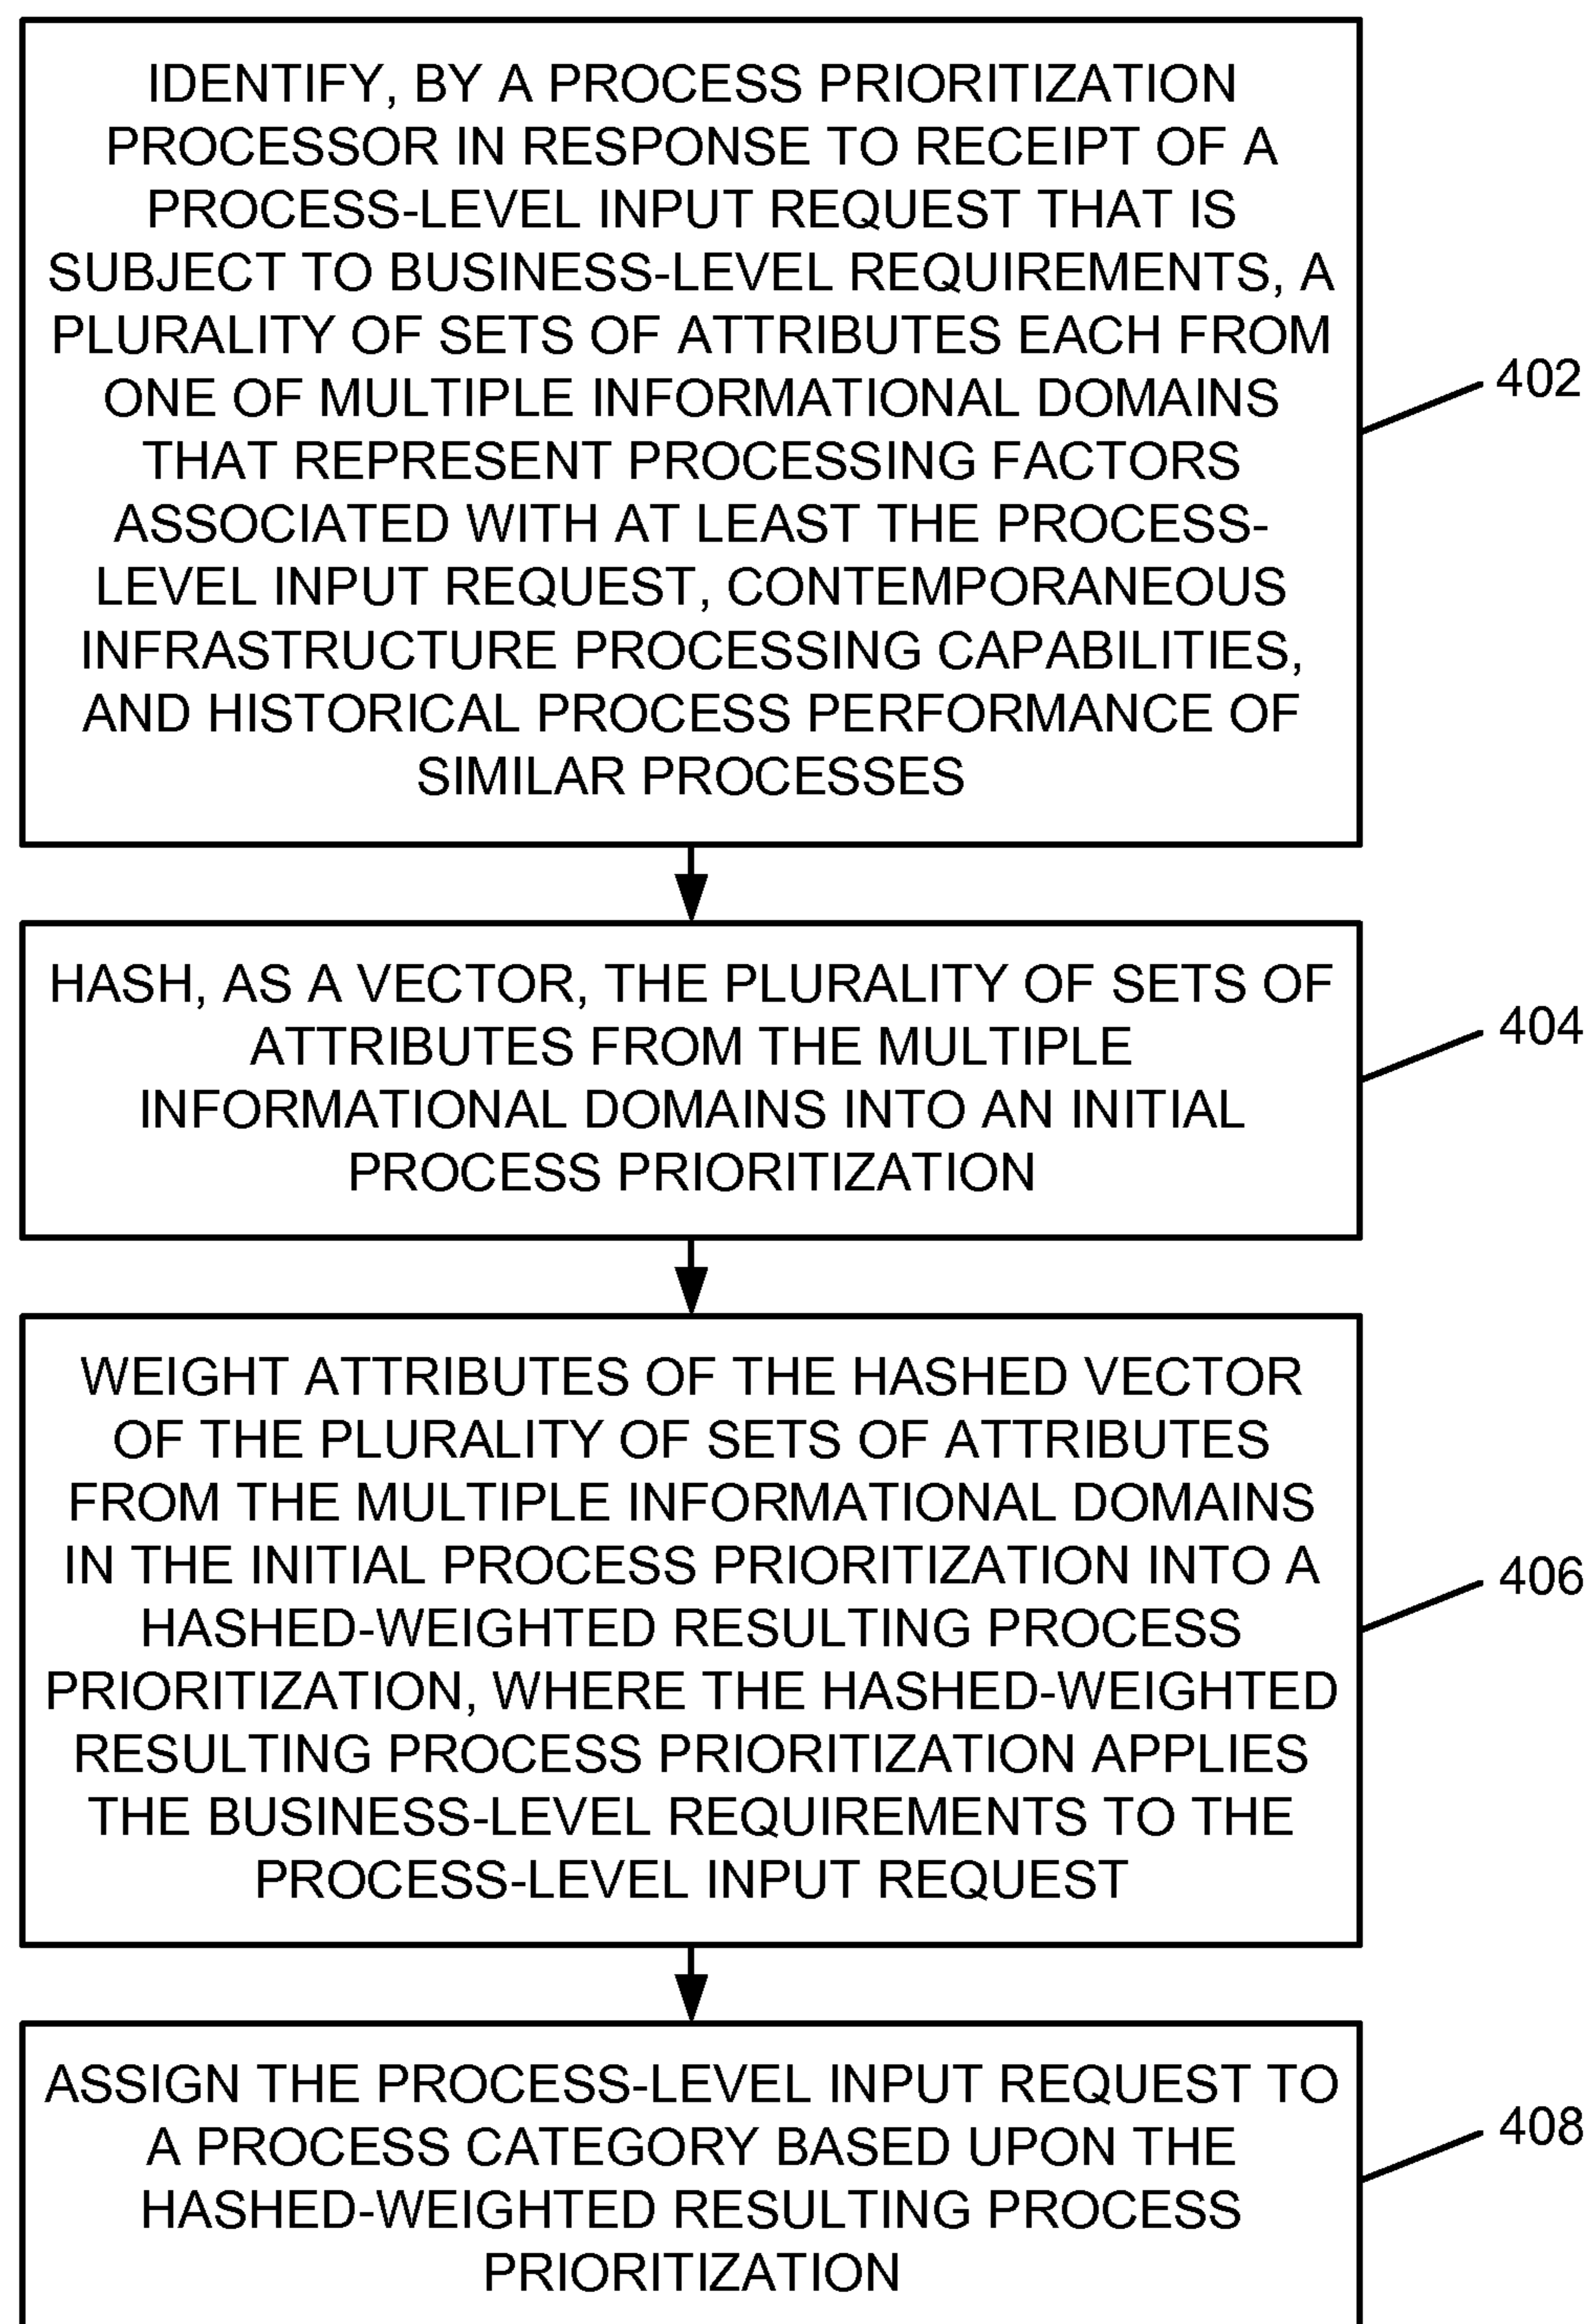 IDENTIFY, BY A PROCESS PRIORITIZATION
PROCESSOR IN RESPONSE TO RECEIPT OF A
PROCESS-LEVEL INPUT REQUEST THAT IS
SUBJECT TO BUSINESS-LEVEL REQUIREMENTS, A
PLURALITY OF SETS OF ATTRIBUTES EACH FROM
ONE OF MULTIPLE INFORMATIONAL DOMAINS
THAT REPRESENT PROCESSING FACTORS
ASSOCIATED WITH AT LEAST THE PROCESS-
LEVEL INPUT REQUEST, CONTEMPORANEOUS
INFRASTRUCTURE PROCESSING CAPABILITIES,
AND HISTORICAL PROCESS PERFORMANCE OF
SIMILAR PROCESSES
402
HASH, AS A VECTOR, THE PLURALITY OF SETS OF
ATTRIBUTES FROM THE MULTIPLE
INFORMATIONAL DOMAINS INTO AN INITIAL
PROCESS PRIORITIZATION
404
WEIGHT ATTRIBUTES OF THE HASHED VECTOR
OF THE PLURALITY OF SETS OF ATTRIBUTES
FROM THE MULTIPLE INFORMATIONAL DOMAINS
IN THE INITIAL PROCESS PRIORITIZATION INTO A
HASHED-WEIGHTED RESULTING PROCESS
PRIORITIZATION, WHERE THE HASHED-WEIGHTED
RESULTING PROCESS PRIORITIZATION APPLIES
THE BUSINESS-LEVEL REQUIREMENTS TO THE
PROCESS-LEVEL INPUT REQUEST
406
ASSIGN THE PROCESS-LEVEL INPUT REQUEST TO
A PROCESS CATEGORY BASED UPON THE
HASHED-WEIGHTED RESULTING PROCESS
PRIORITIZATION
408